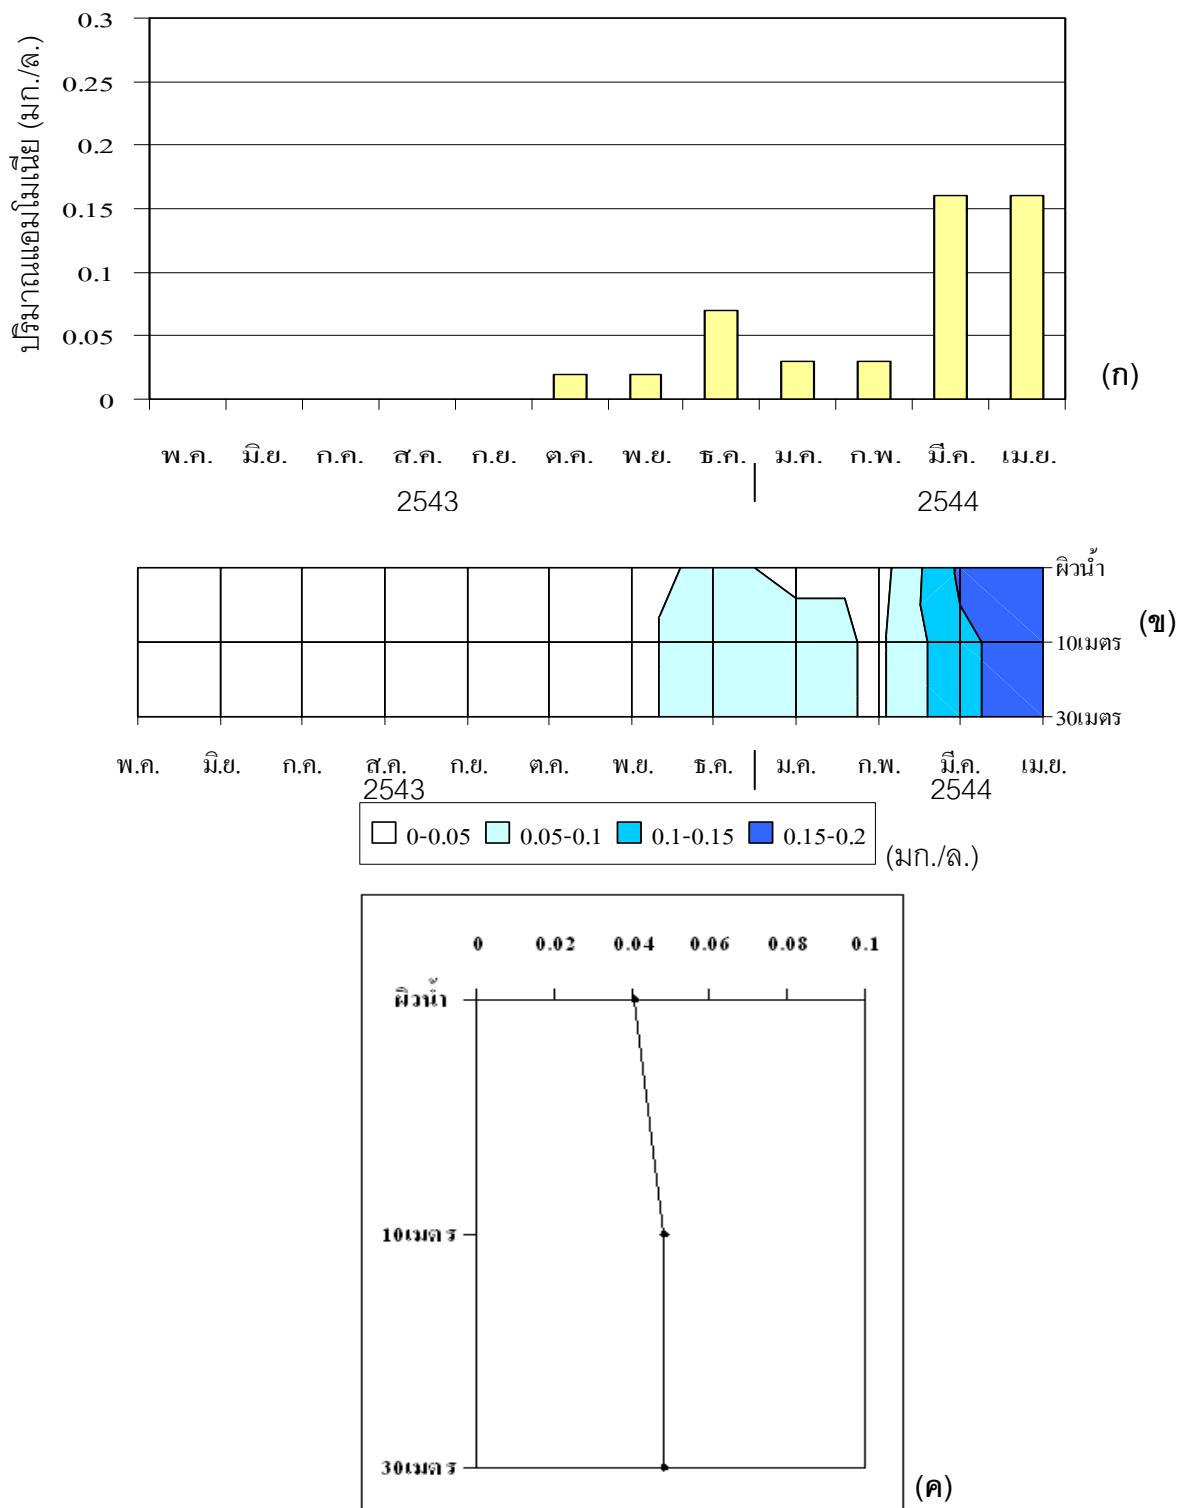 ปริมาณแอมโมเนีย (มก./ล.)
0.3
0.25
0.2
0.15
0.1
0.05
0
(ก)
พ.ค. มิ.ย. ก.ค. ส.ค. ก.ย. ต.ค. พ.ย. ธ.ค. ม.ค. ก.พ. มี.ค. เม.ย.
2543 2544
ผิวน้ำ
(ข)
10เมตร
30เมตร
พ.ค. มิ.ย. ก.ค. ส.ค. ก.ย. ต.ค. พ.ย. ธ.ค. ม.ค. ก.พ. มี.ค. เม.ย.
2543 2544
0-0.05 0.05-0.1 0.1-0.15 0.15-0.2
(มก./ล.)
0 0.02 0.04 0.06 0.08 0.1
ผิวน้ำ
10เมตร
30เมตร
(ค)